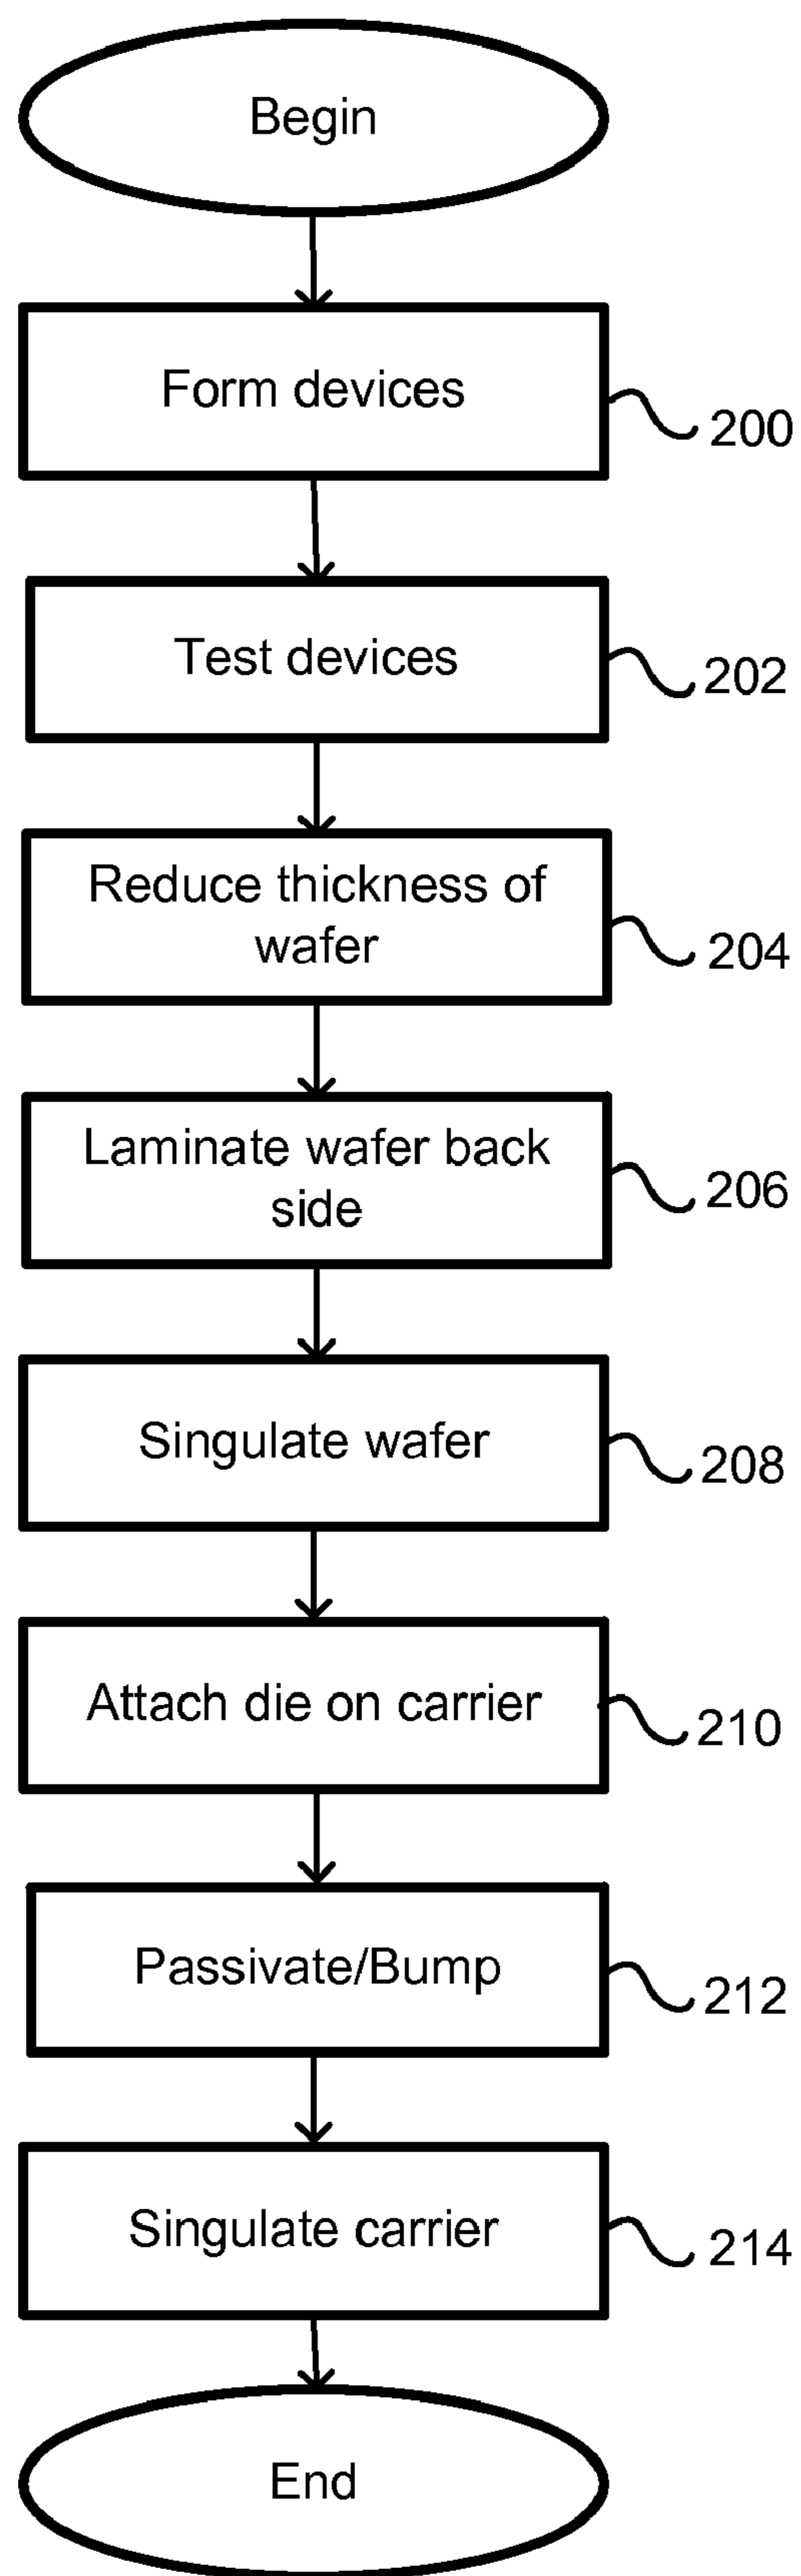 Begin
Form devices
200
Test devices
202
Reduce thickness of
wafer
204
Laminate wafer back
side
206
Singulate wafer
208
Attach die on carrier
210
Passivate/Bump
212
Singulate carrier
214
End